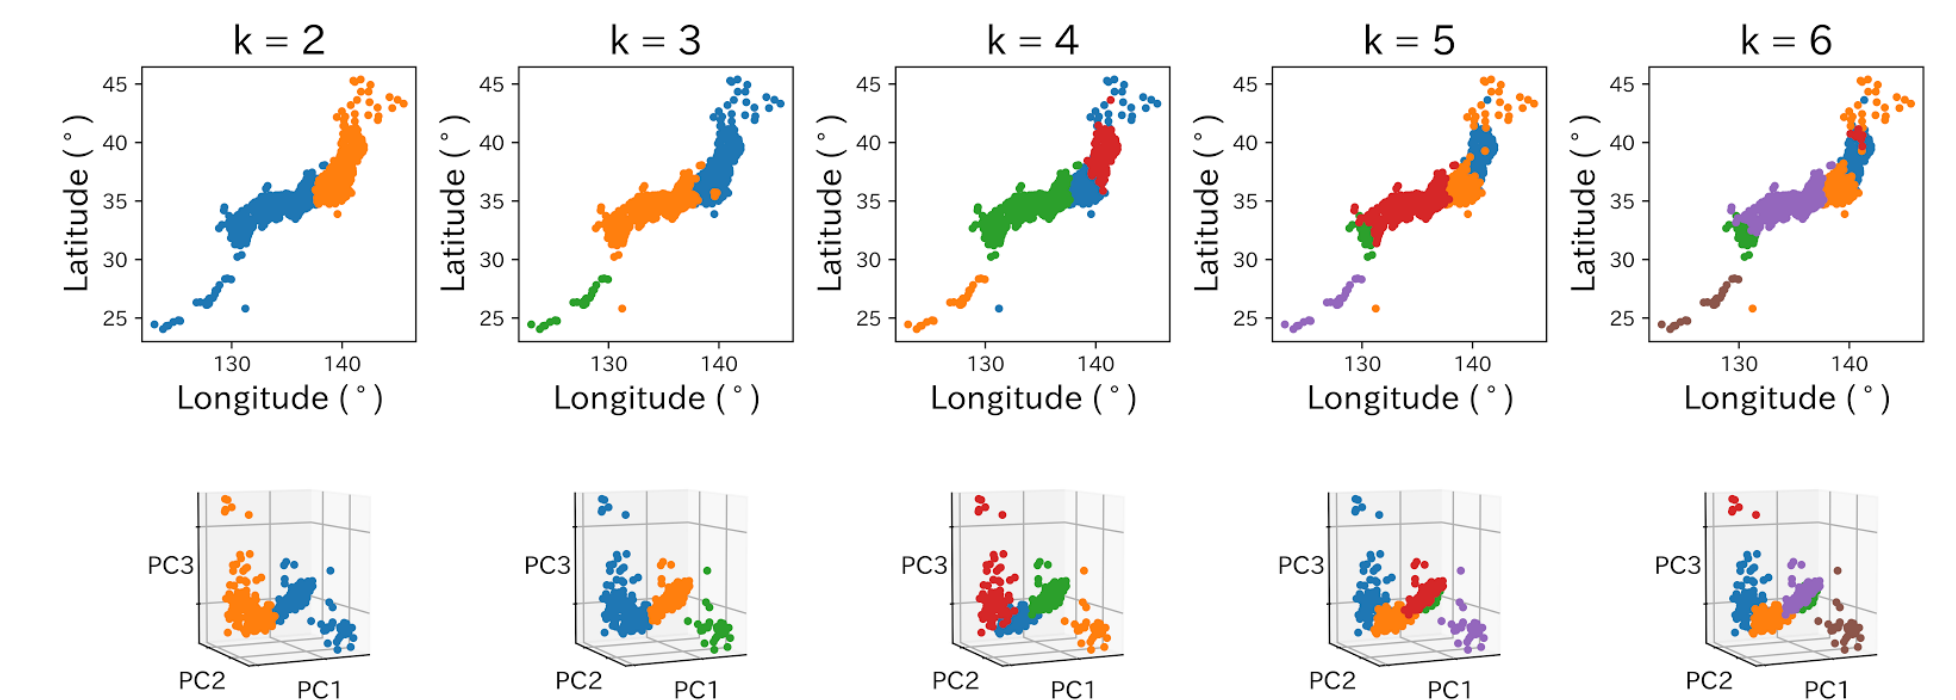 k = 2
k = 3
k = 4
k = 5
k = 6
Latitude (°)
45
40
35
30
25
130
140
Longitude (°)
Latitude (°)
45
40
35
30
25
130
140
Longitude (°)
Latitude (°)
45
40
35
30
25
130
140
Longitude (°)
Latitude (°)
45
40
35
30
25
130
140
Longitude (°)
Latitude (°)
45
40
35
30
25
130
140
Longitude (°)
PC3
PC2
PC1
PC3
PC2
PC1
PC3
PC2
PC1
PC3
PC2
PC1
PC3
PC2
PC1